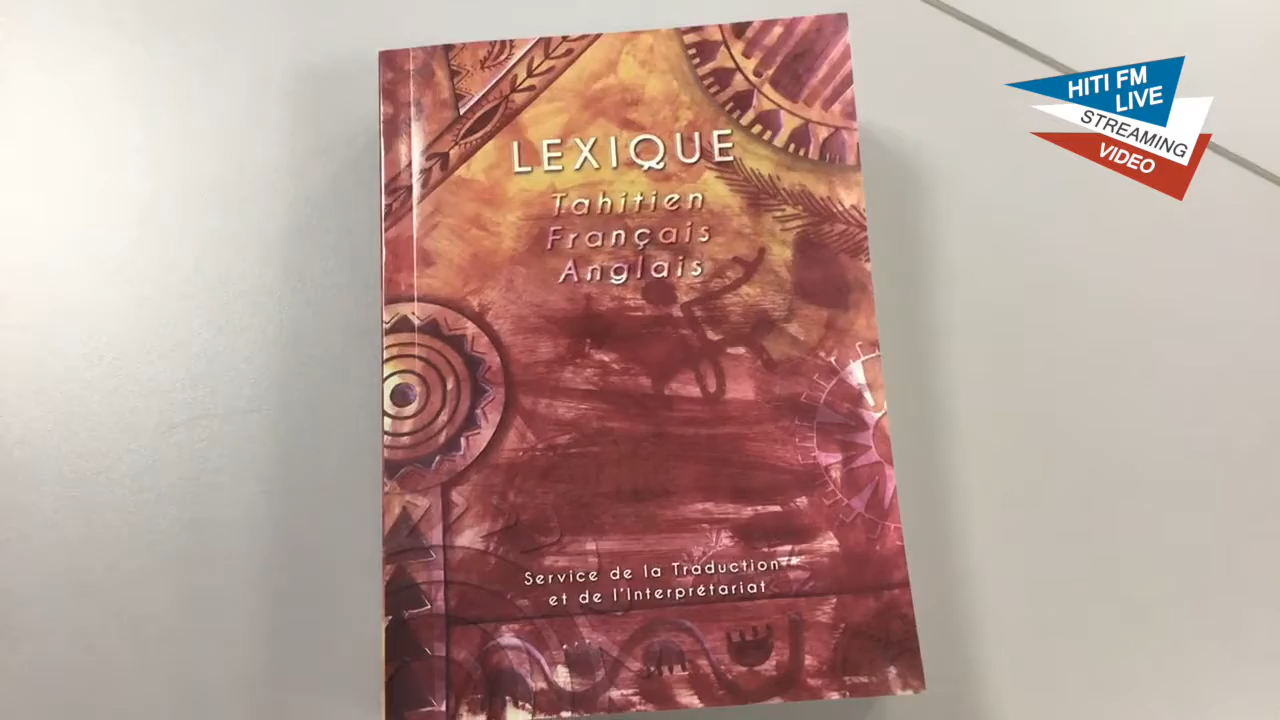 LEXIQUE
Tahitien
Français
Anglais
Service de la Traduction
et de l'Interprétariat
HITI FM
LIVE
STREAMING
VIDEO